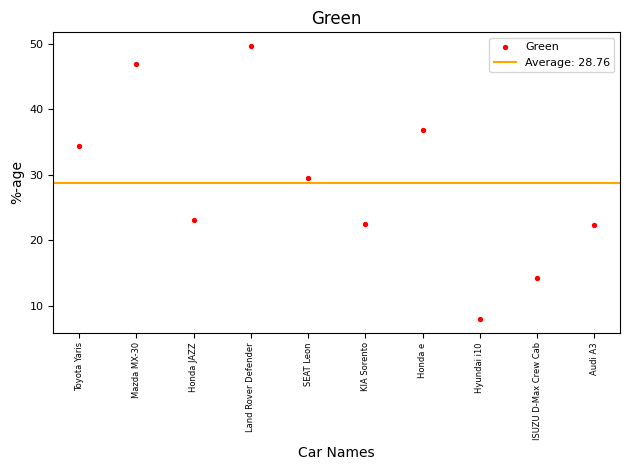 Green
50
40
30
20
10
%-age
Green
Average: 28.76
Toyota Yaris
Mazda MX-30
Honda JAZZ
Land Rover Defender
SEAT Leon
KIA Sorento
Honda e
Hyundai i10
ISUZU D-Max Crew Cab
Audi A3
Car Names